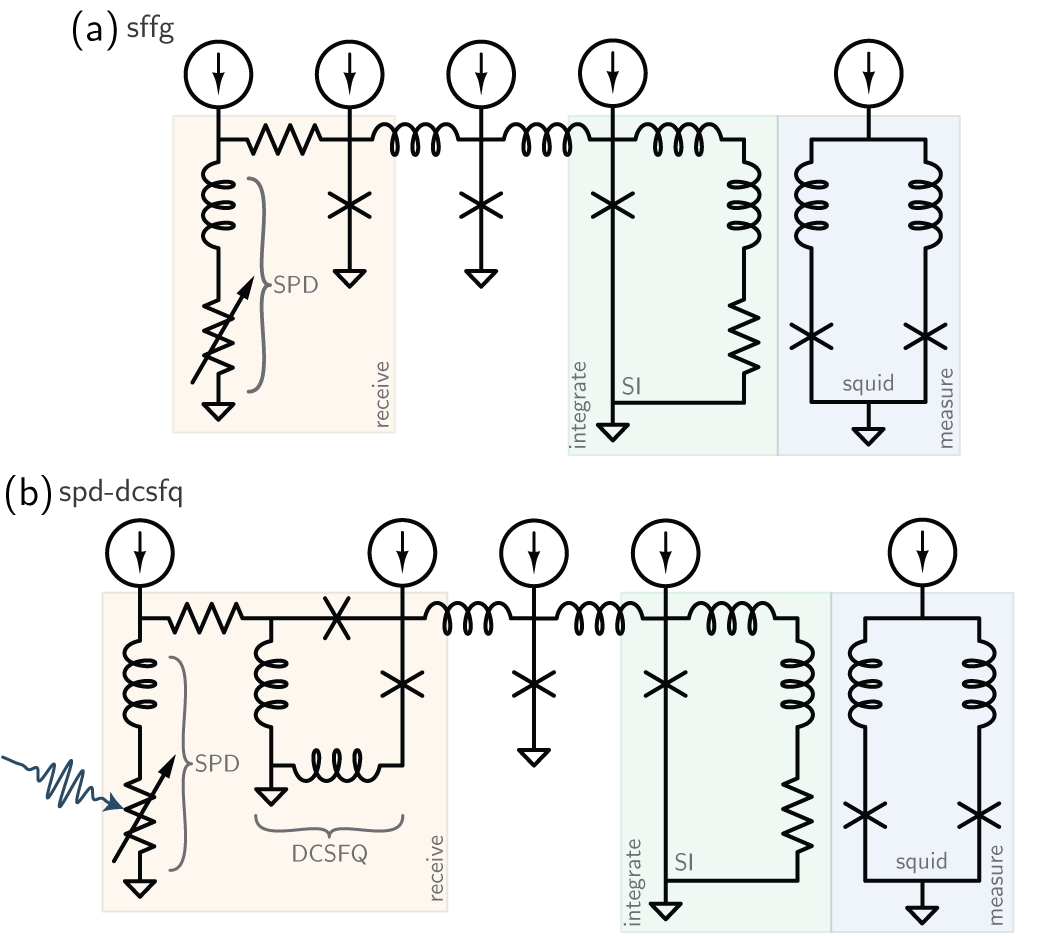 (a) sffg
SPD
receive
integrate
SI
squid
measure
(b) spd-dcsfq
SPD
DCSFQ
receive
integrate
SI
squid
measure